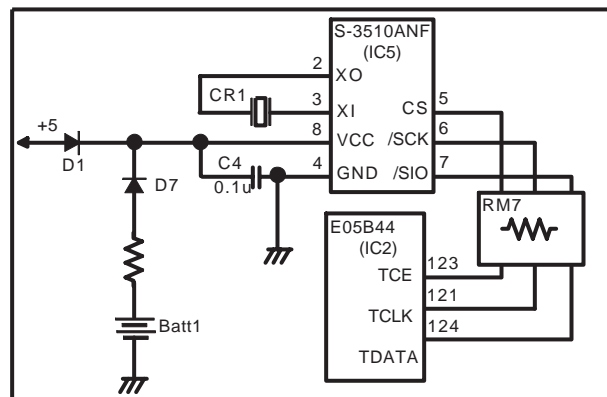 S-3510ANF
(IC5)
2 XO
CR1
3 XI
CS 5
+5
8 VCC
/SCK 6
D1
C4
4 GND
/SIO 7
D7
0.1u
RM7
E05B44
(IC2)
TCE 123
TCLK 121
Batt1
124
TDATA